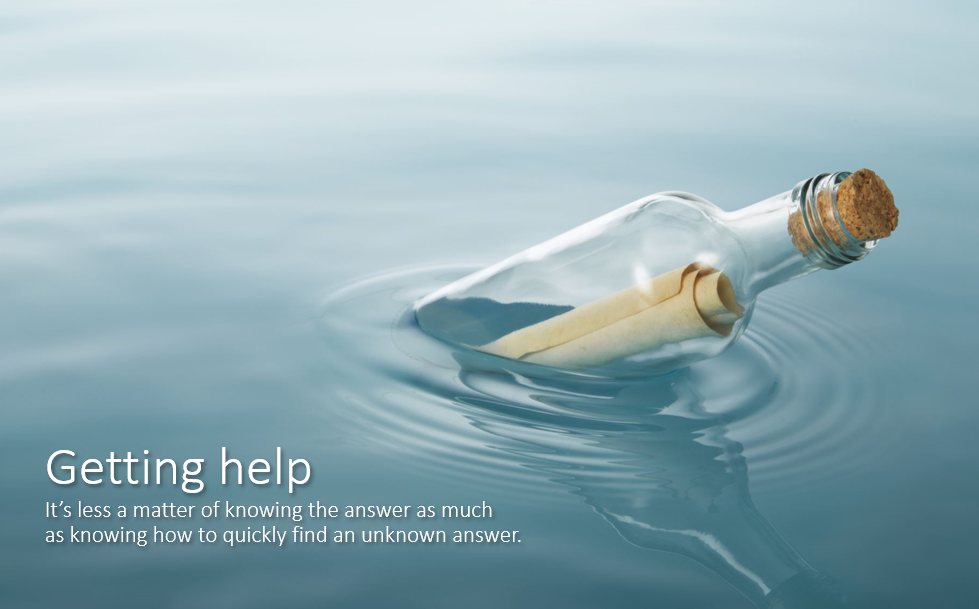 Getting help
It’s less a matter of knowing the answer as much
as knowing how to quickly find an unknown answer.